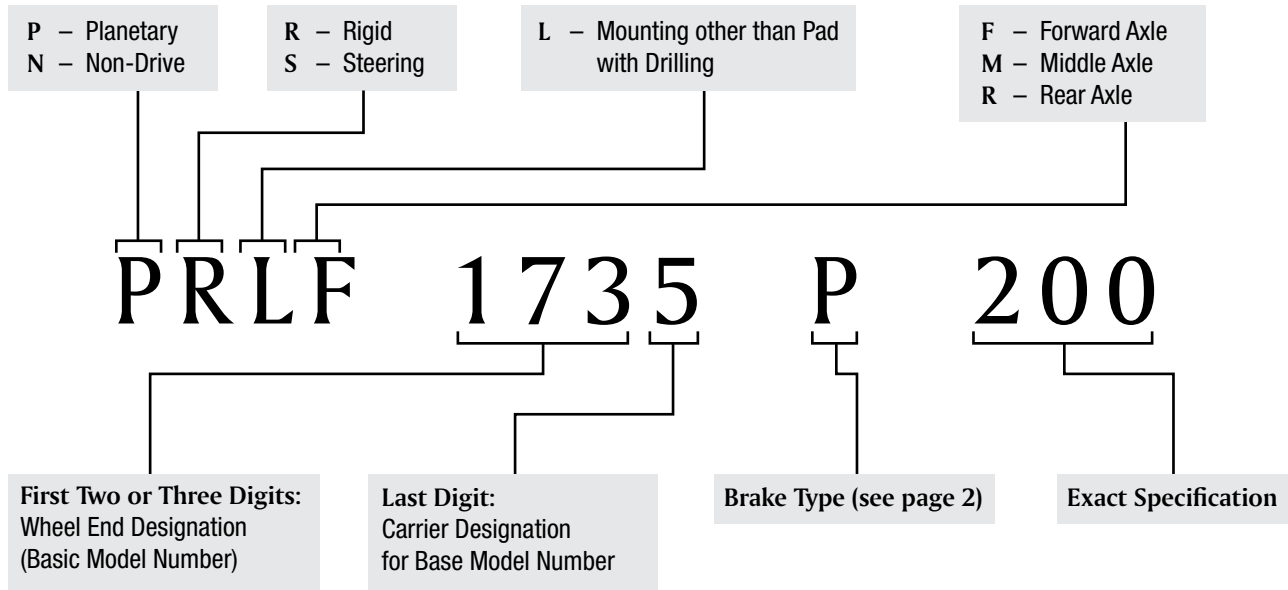 P – Planetary
N – Non-Drive
R – Rigid
S – Steering
L – Mounting other than Pad
with Drilling
F – Forward Axle
M – Middle Axle
R – Rear Axle
PRLF 1735 P 200
First Two or Three Digits:
Wheel End Designation
(Basic Model Number)
Last Digit:
Carrier Designation
for Base Model Number
Brake Type (see page 2)
Exact Specification